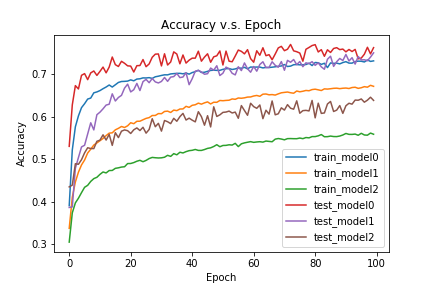 Accuracy v.s. Epoch
Accuracy
0.7
0.6
0.5
0.4
0.3
0
20
40
60
80
100
Epoch
train_model0
train_model1
train_model2
test_model0
test_model1
test_model2